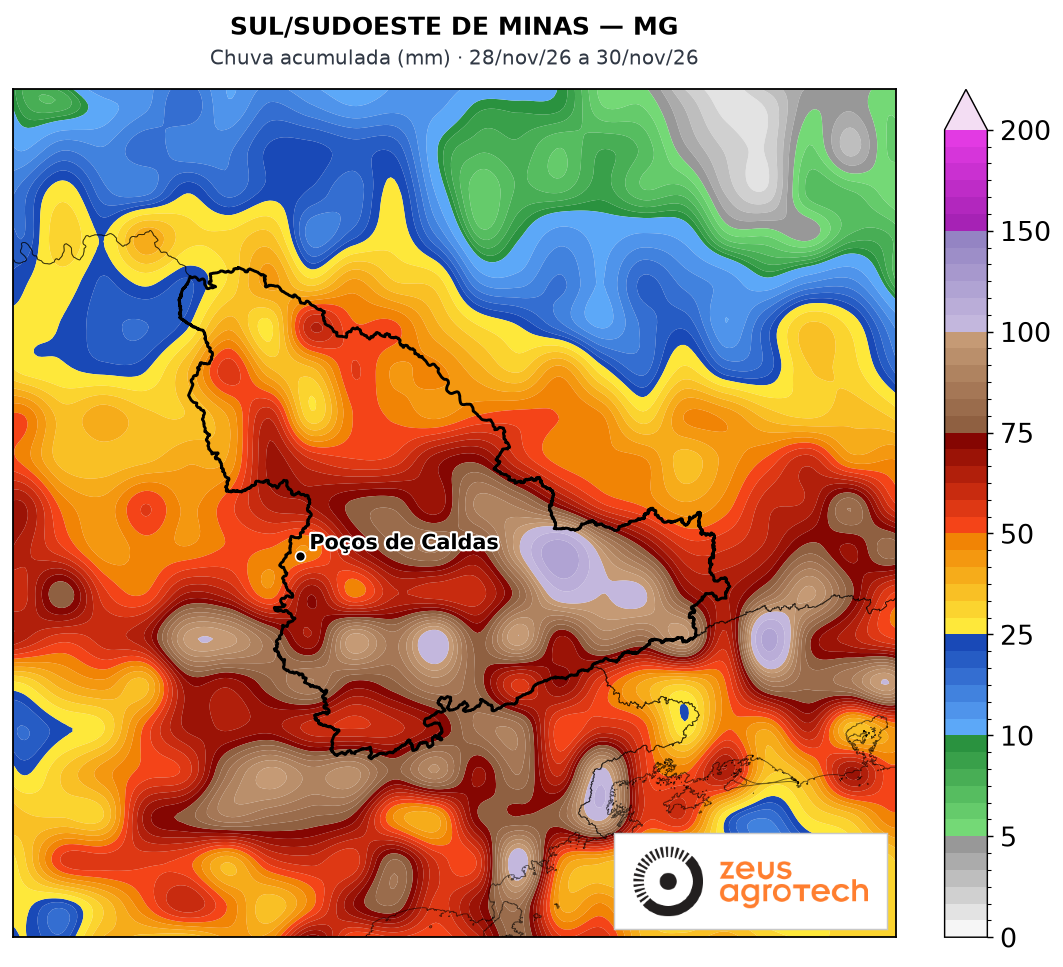 SUL/SUDOESTE DE MINAS — MG
Chuva acumulada (mm) · 28/nov/26 a 30/nov/26
200
150
100
75
50
25
10
5
0
Poços de Caldas
zeus
agrotech